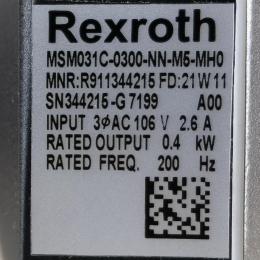 Rexroth
MSM031C-0300-NN-M5-MH0
MNR:R911344215 FD:21W11
SN344215-G7199 A00
INPUT 3ØAC 106 V 2.6 A
RATED OUTPUT 0.4 kW
RATED FREQ. 200 Hz